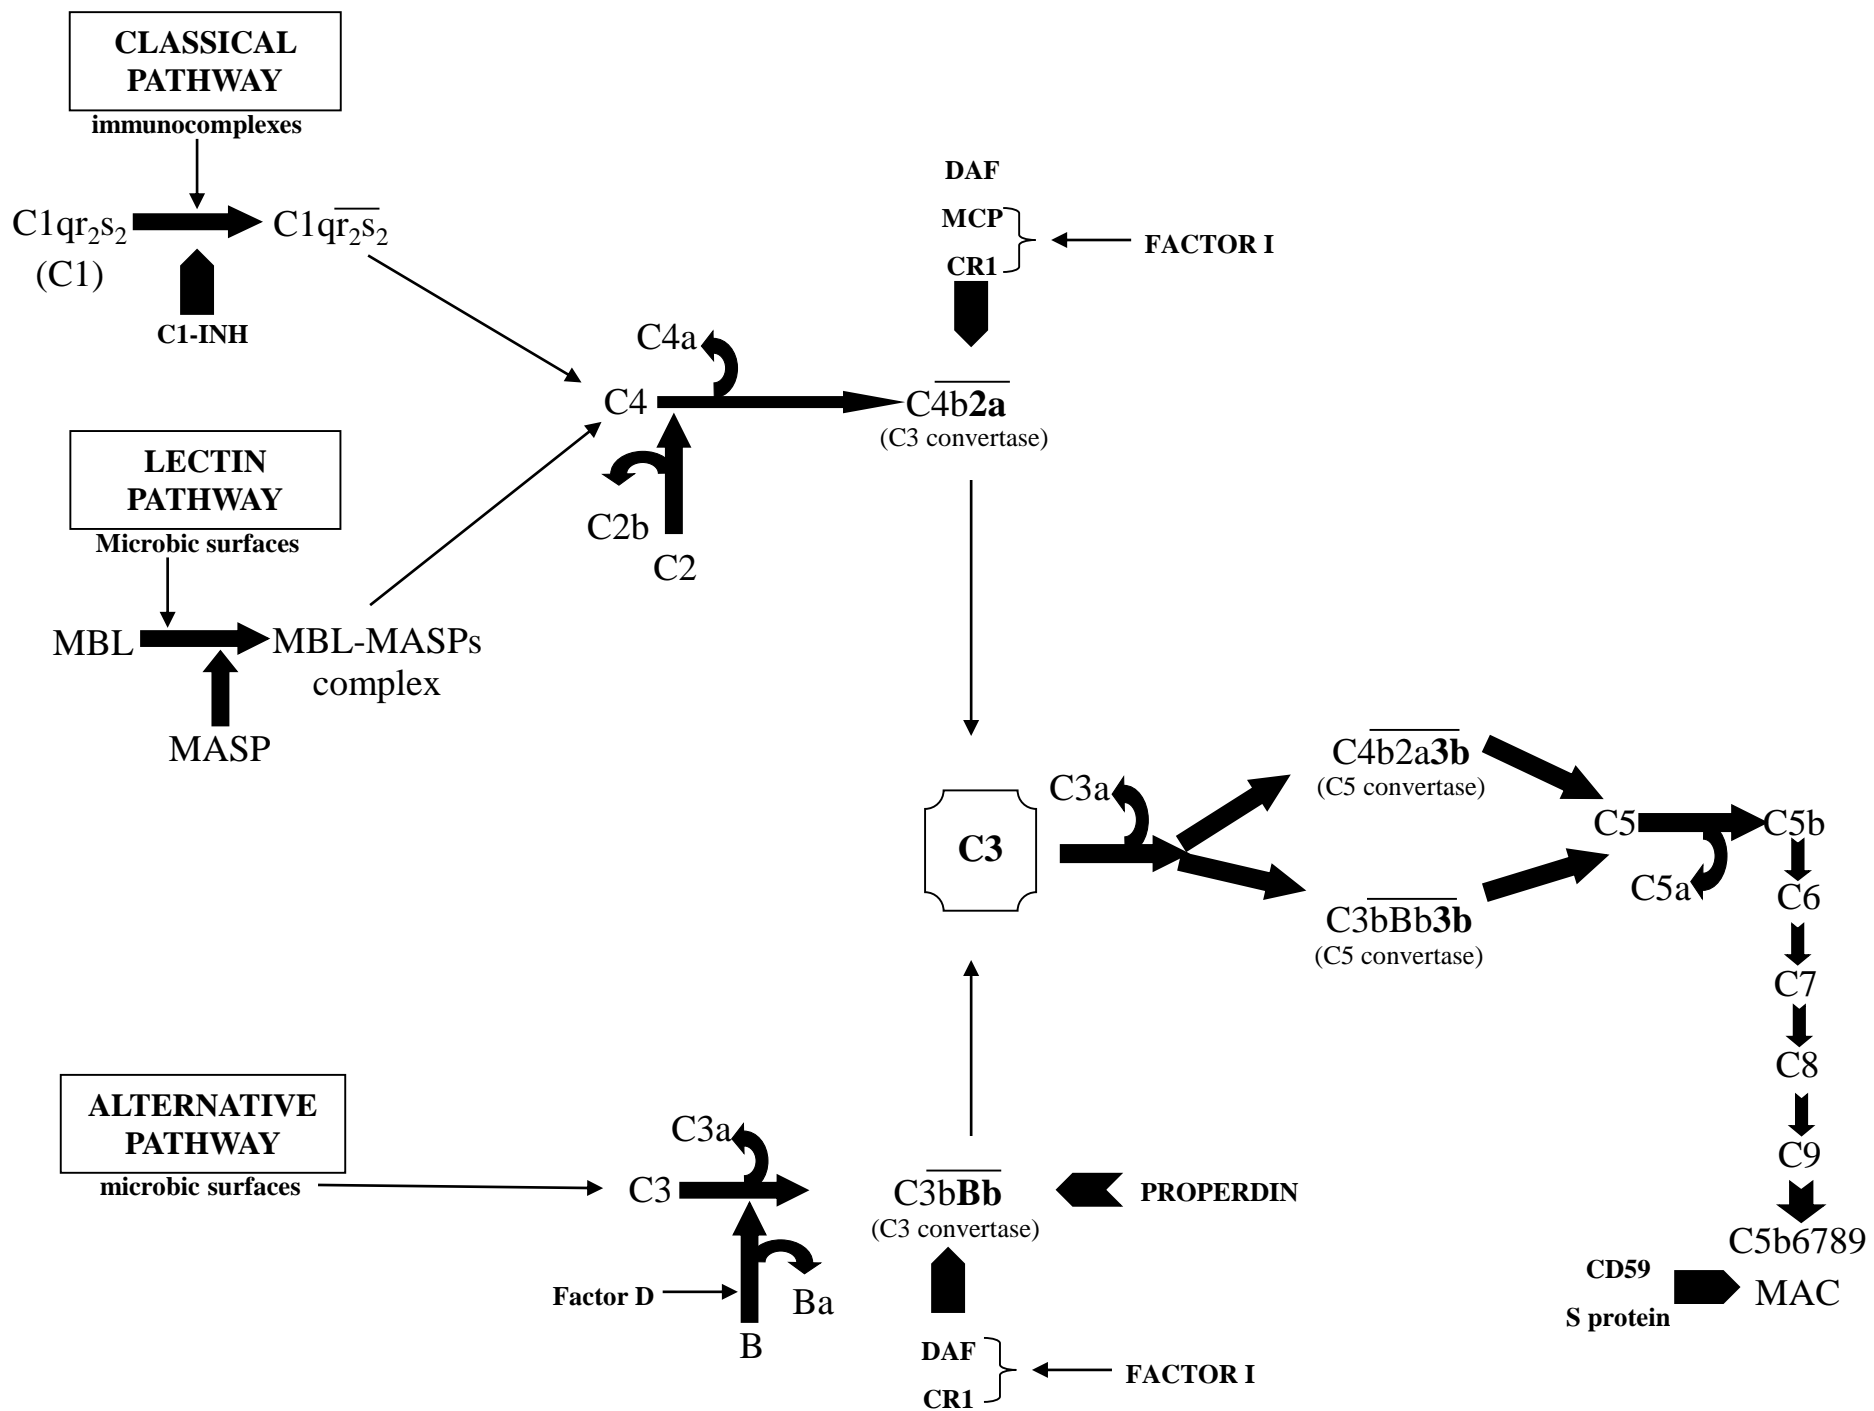 CLASSICAL
PATHWAY
immunocomplexes
C1qr₂s₂
(C1)
C1qr₂s₂
C1-INH
DAF
MCP
CR1
FACTOR I
C4a
C4
C4b2a
(C3 convertase)
C2b
C2
LECTIN
PATHWAY
Microbic surfaces
MBL
MBL-MASPs
complex
MASP
C3
C3a
C4b2a3b
(C5 convertase)
C3bBb3b
(C5 convertase)
C5
C5b
C5a
C6
C7
C8
C9
C5b6789
MAC
CD59
S protein
ALTERNATIVE
PATHWAY
microbic surfaces
C3a
C3
C3bBb
(C3 convertase)
PROPERDIN
Factor D
Ba
B
DAF
CR1
FACTOR I